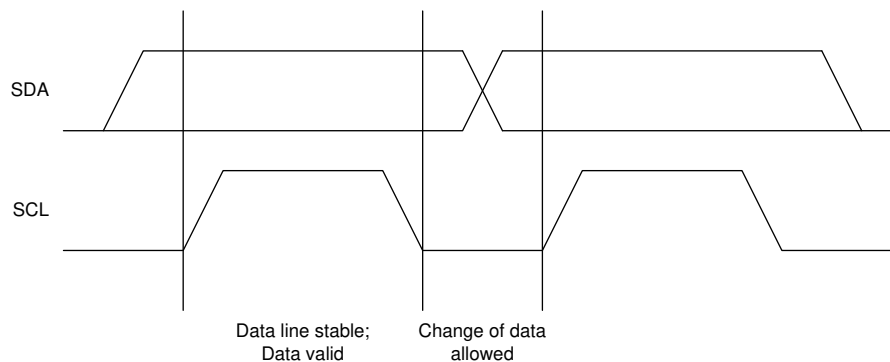 SDA
SCL
Data line stable;
Data valid
Change of data
allowed